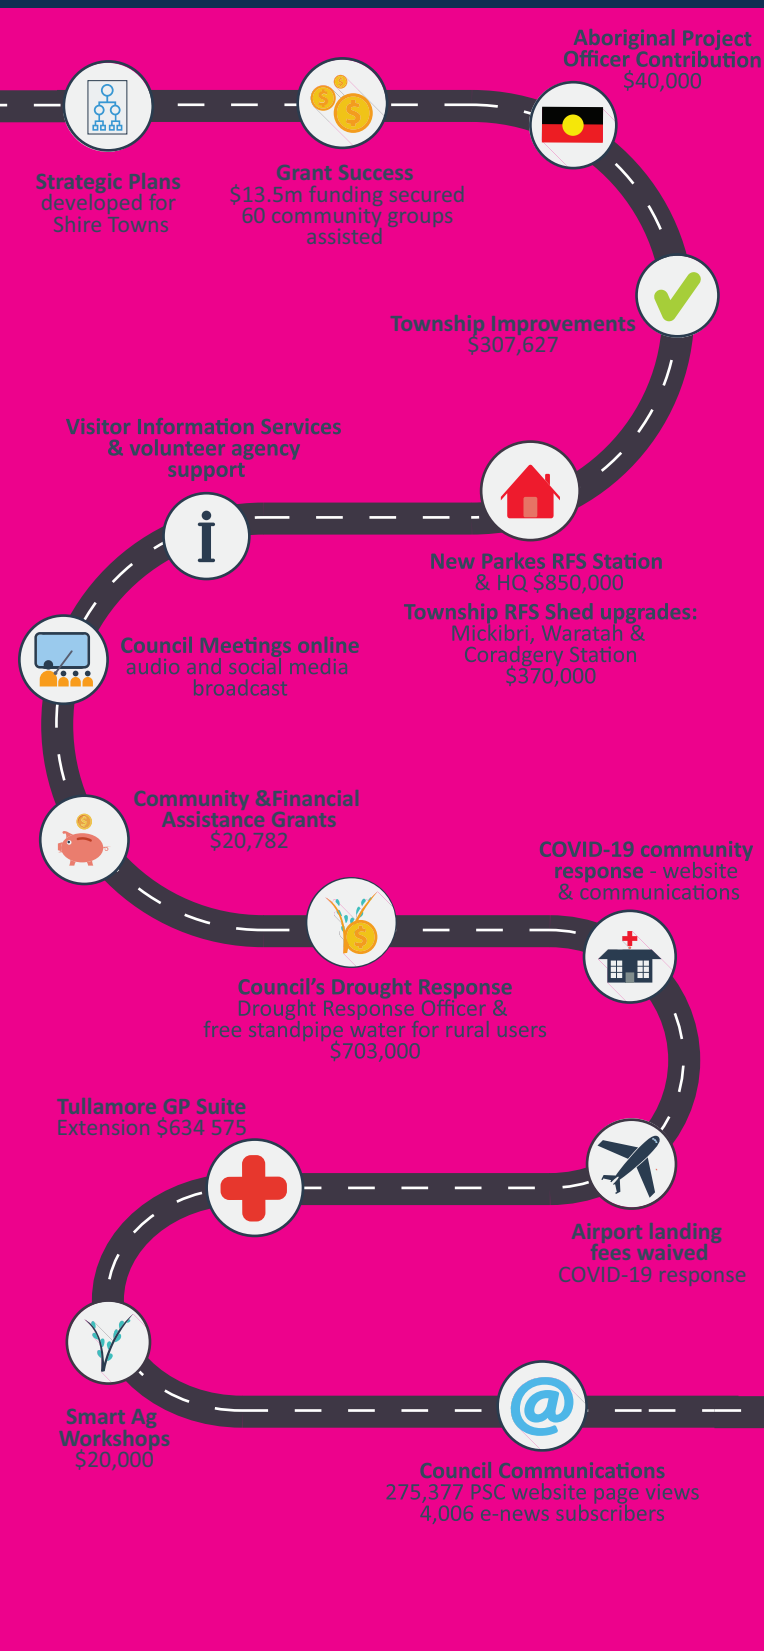 Aboriginal Project
Officer Contribution
$40,000
Strategic Plans
developed for
Shire Towns
Grant Success
$13.5m funding secured
60 community groups
assisted
Township Improvements
$307,627
Visitor Information Services
& volunteer agency
support
New Parkes RFS Station
& HQ $850,000
Township RFS Shed upgrades:
Mickibri, Waratah &
Coradgery Station
$370,000
Council Meetings online
audio and social media
broadcast
Community &Financial
Assistance Grants
$20,782
COVID-19 community
response - website
& communications
Council's Drought Response
Drought Response Officer &
free standpipe water for rural users
$703,000
Tullamore GP Suite
Extension $634 575
Airport landing
fees waived
COVID-19 response
Smart Ag
Workshops
$20,000
Council Communications
275,377 PSC website page views
4,006 e-news subscribers